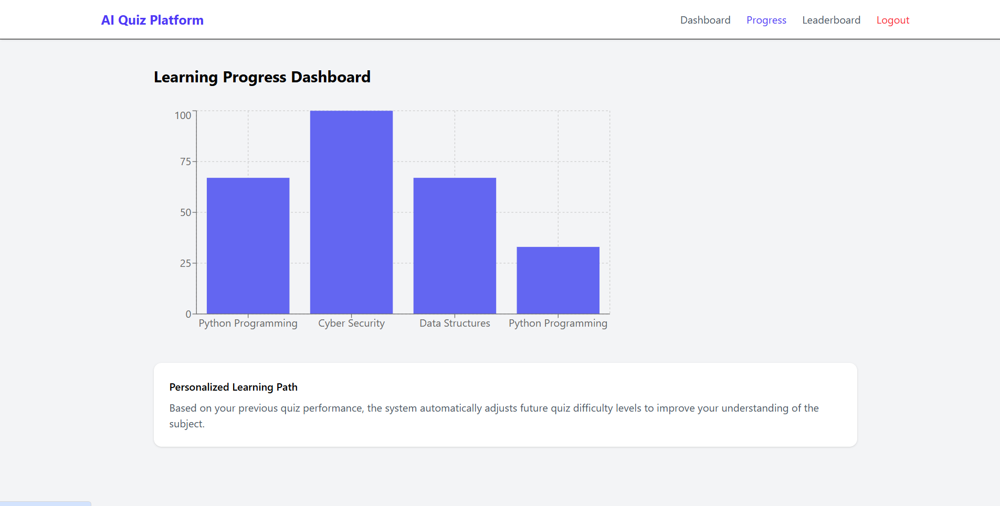 AI Quiz Platform
Dashboard Progress Leaderboard Logout
Learning Progress Dashboard
100
75
50
25
0
Python Programming Cyber Security Data Structures Python Programming
Personalized Learning Path
Based on your previous quiz performance, the system automatically adjusts future quiz difficulty levels to improve your understanding of the
subject.